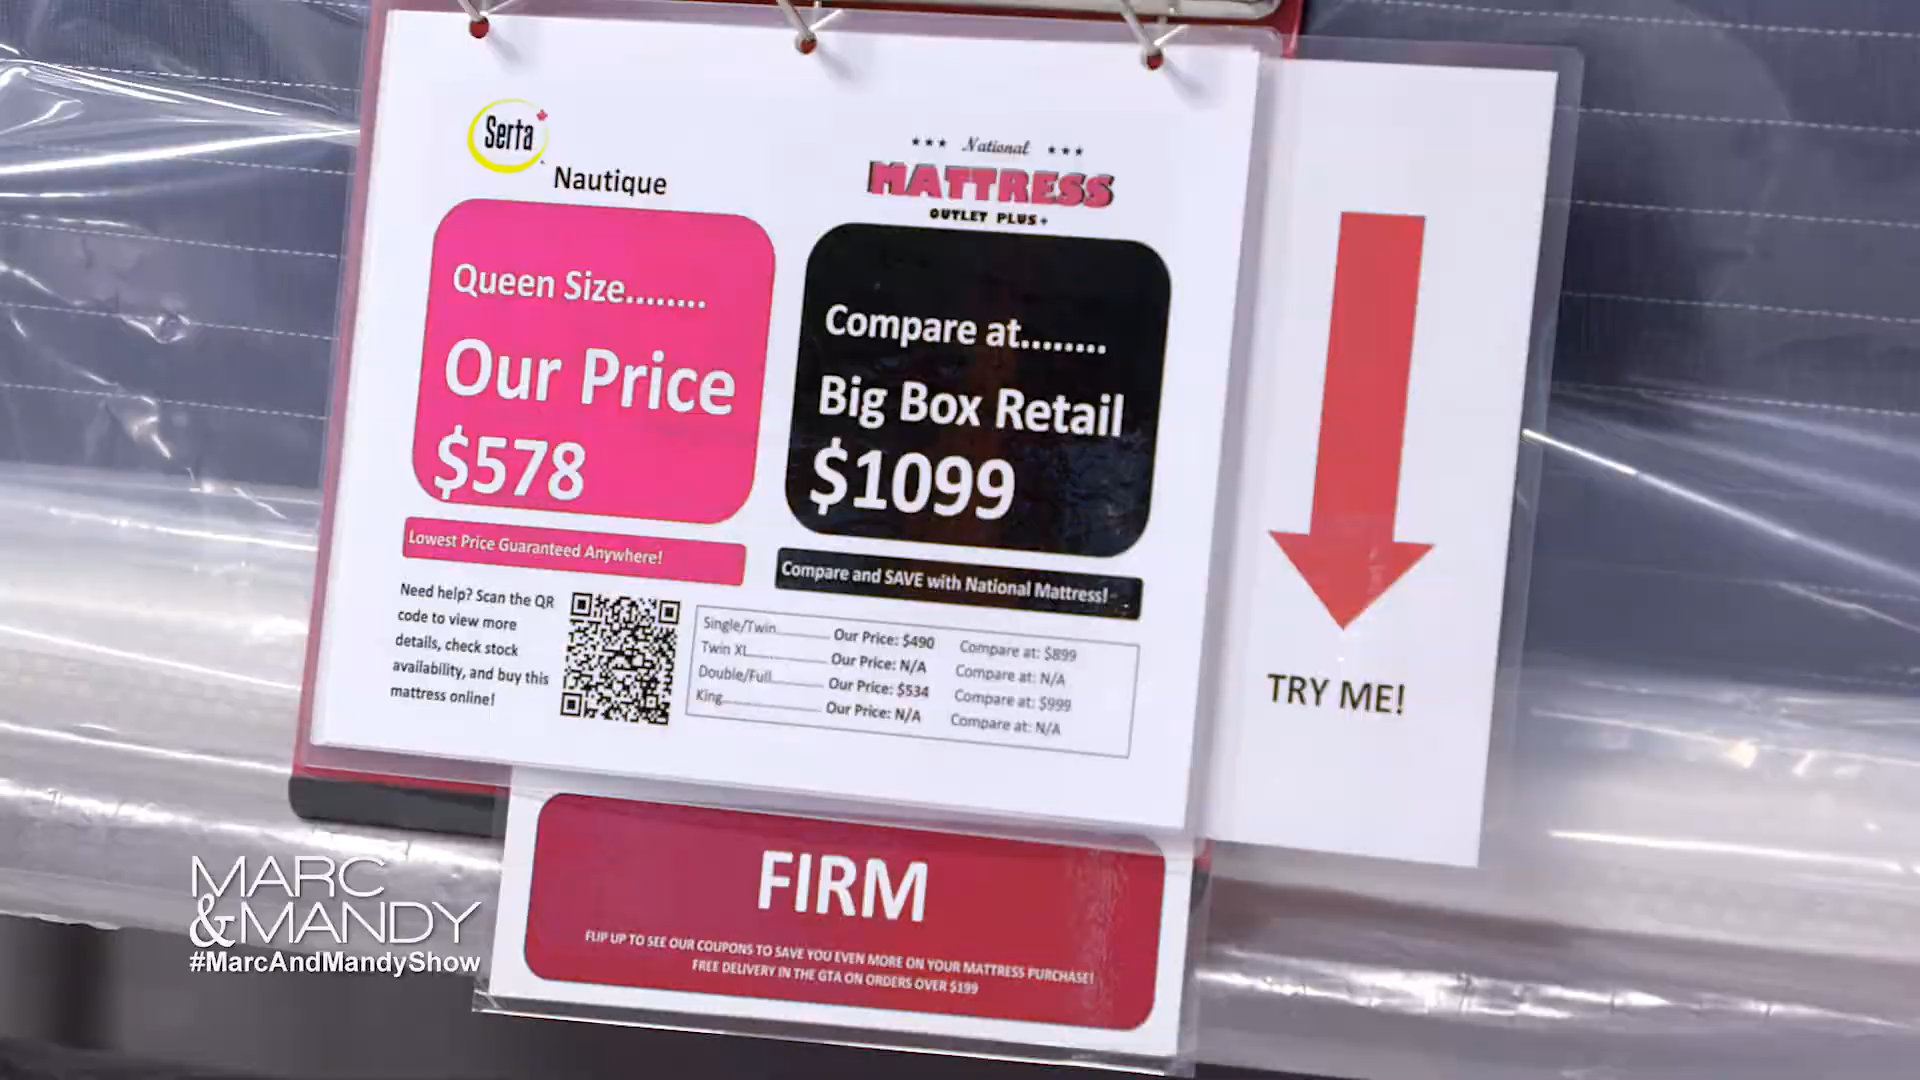 Serta
Nautique
★★★ National ★★★
MATTRESS
OUTLET PLUS+
Queen Size........
Our Price
$578
Compare at........
Big Box Retail
$1099
Lowest Price Guaranteed Anywhere!
Compare and SAVE with National Mattress!
Need help? Scan the QR
code to view more
details, check stock
availability, and buy this
mattress online!
Single/Twin............... Our Price: $490 Compare at: $899
Twin XL...................... Our Price: N/A Compare at: N/A
Double/Full............... Our Price: $534 Compare at: $999
King............................ Our Price: N/A Compare at: N/A
TRY ME!
FIRM
FLIP UP TO SEE OUR COUPONS TO SAVE YOU EVEN MORE ON YOUR MATTRESS PURCHASE!
FREE DELIVERY IN THE GTA ON ORDERS OVER $199
MARC
&MANDY
#MarcAndMandyShow